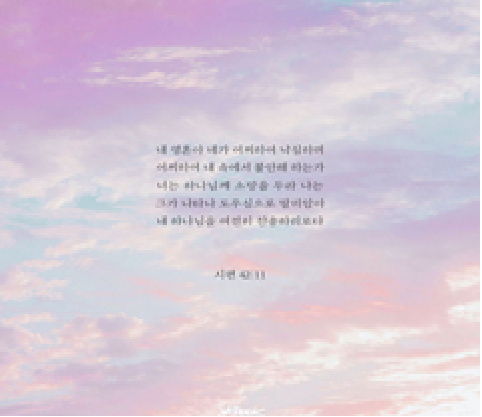 내 영혼아 네가 어찌하여 낙심하며
어찌하여 내 속에서 불안해 하는가
너는 하나님께 소망을 두라 나는
그가 나타나 도우심으로 말미암아
내 하나님을 여전히 찬송하리로다
시편 42:11